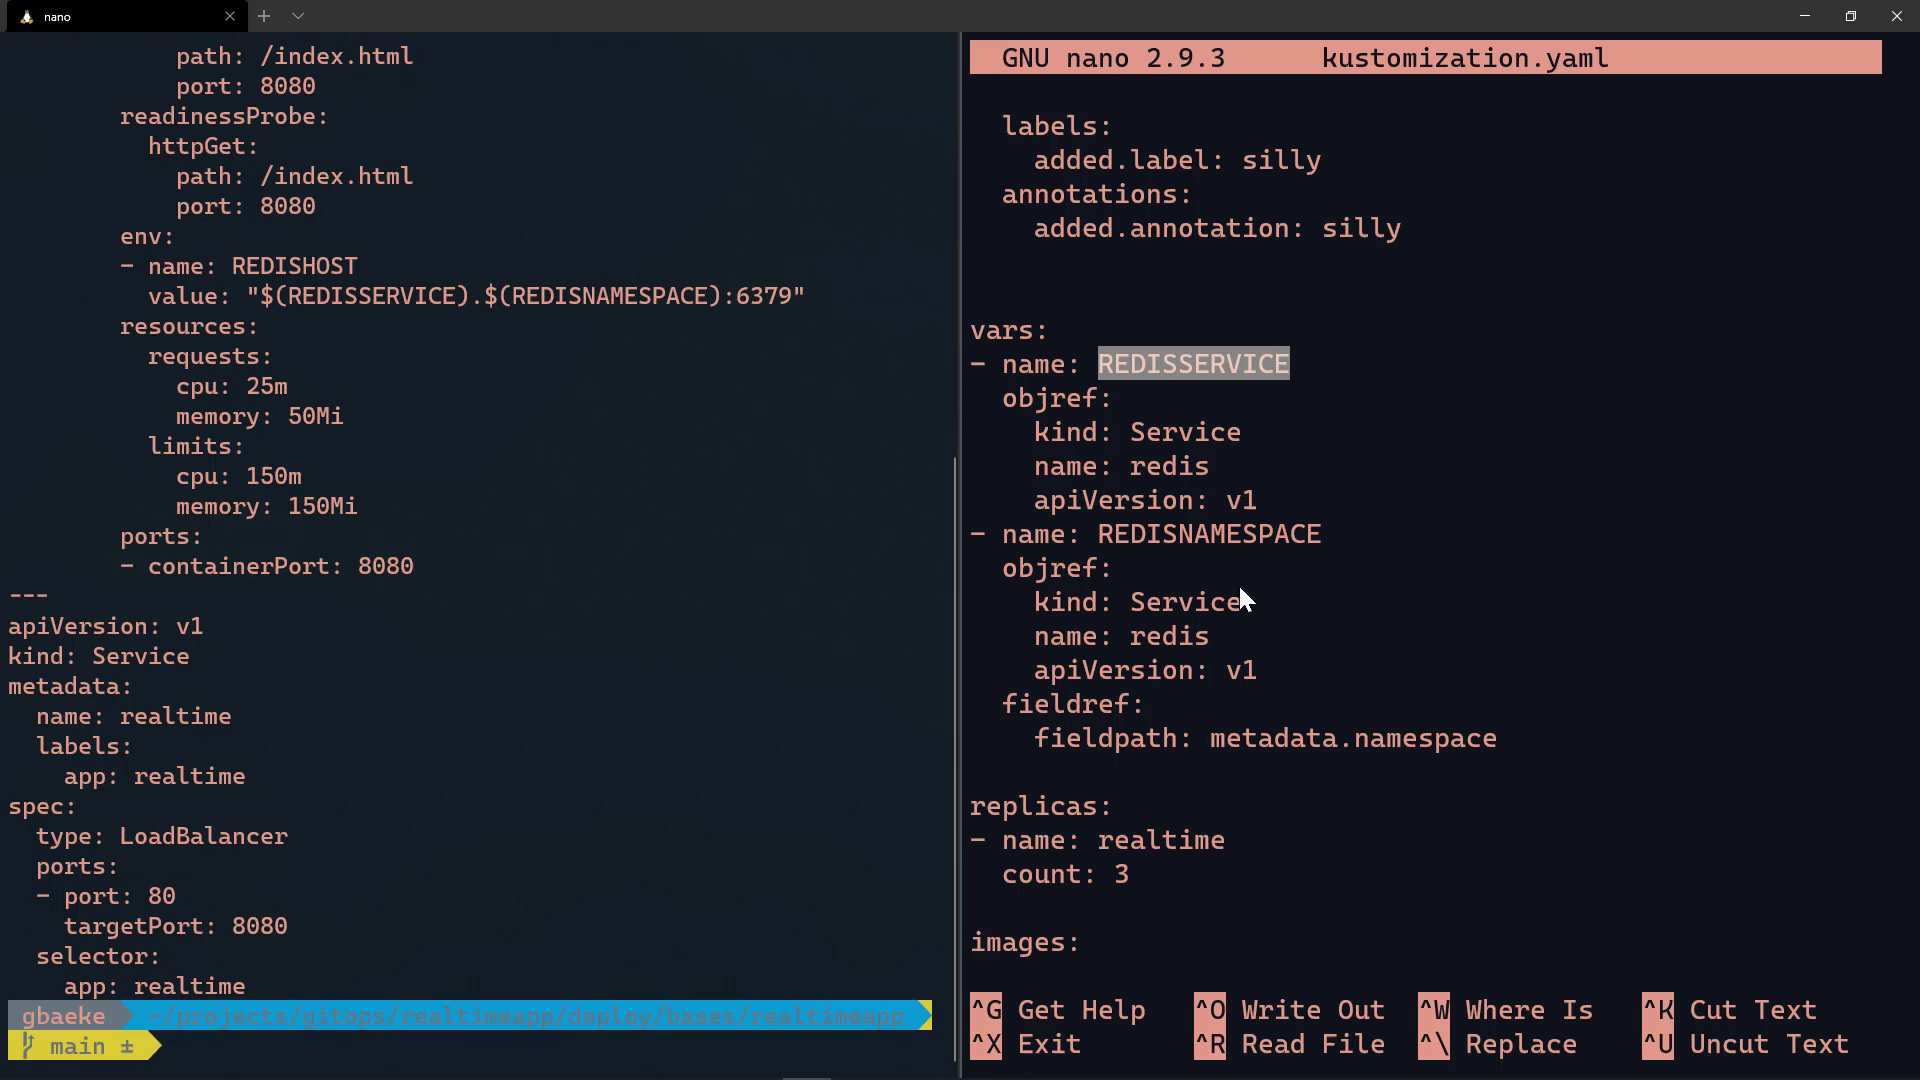 nano
        path: /index.html
        port: 8080
    readinessProbe:
      httpGet:
        path: /index.html
        port: 8080
    env:
    - name: REDISHOST
      value: "$(REDISSERVICE).$(REDISNAMESPACE):6379"
    resources:
      requests:
        cpu: 25m
        memory: 50Mi
      limits:
        cpu: 150m
        memory: 150Mi
    ports:
    - containerPort: 8080
---
apiVersion: v1
kind: Service
metadata:
  name: realtime
  labels:
    app: realtime
spec:
  type: LoadBalancer
  ports:
  - port: 80
    targetPort: 8080
  selector:
    app: realtime
gbaeke ~/projects/gitops/realtimeapp/deploy/bases/realtimeapp
main ±
GNU nano 2.9.3 kustomization.yaml
  labels:
    added.label: silly
  annotations:
    added.annotation: silly
vars:
- name: REDISSERVICE
  objref:
    kind: Service
    name: redis
    apiVersion: v1
- name: REDISNAMESPACE
  objref:
    kind: Service
    name: redis
    apiVersion: v1
  fieldref:
    fieldpath: metadata.namespace
replicas:
- name: realtime
  count: 3
images:
^G Get Help ^O Write Out ^W Where Is ^K Cut Text
^X Exit ^R Read File ^\ Replace ^U Uncut Text